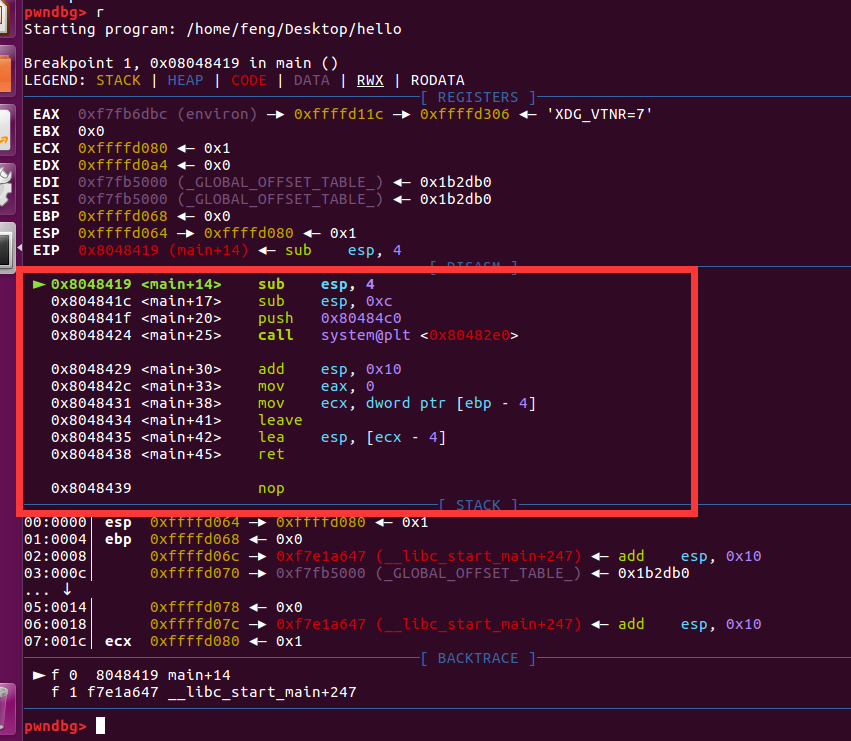 pwndbg> r
Starting program: /home/feng/Desktop/hello
Breakpoint 1, 0x08048419 in main ()
LEGEND: STACK | HEAP | CODE | DATA | RWX | RODATA
[ REGISTERS ]
EAX  0xf7fb6dbc (environ) —▸ 0xffffd11c —▸ 0xffffd306 ◂— 'XDG_VTNR=7'
EBX  0x0
ECX  0xffffd080 ◂— 0x1
EDX  0xffffd0a4 ◂— 0x0
EDI  0xf7fb5000 (_GLOBAL_OFFSET_TABLE_) ◂— 0x1b2db0
ESI  0xf7fb5000 (_GLOBAL_OFFSET_TABLE_) ◂— 0x1b2db0
EBP  0xffffd068 ◂— 0x0
ESP  0xffffd064 —▸ 0xffffd080 ◂— 0x1
EIP  0x8048419 (main+14) ◂— sub    esp, 4
[ DISASM ]
► 0x8048419 <main+14>    sub    esp, 4
0x804841c <main+17>    sub    esp, 0xc
0x804841f <main+20>    push   0x80484c0
0x8048424 <main+25>    call   system@plt <0x80482e0>
0x8048429 <main+30>    add    esp, 0x10
0x804842c <main+33>    mov    eax, 0
0x8048431 <main+38>    mov    ecx, dword ptr [ebp - 4]
0x8048434 <main+41>    leave
0x8048435 <main+42>    lea    esp, [ecx - 4]
0x8048438 <main+45>    ret
0x8048439              nop
[ STACK ]
00:0000│ esp  0xffffd064 —▸ 0xffffd080 ◂— 0x1
01:0004│ ebp  0xffffd068 ◂— 0x0
02:0008│      0xffffd06c —▸ 0xf7e1a647 (__libc_start_main+247) ◂— add    esp, 0x10
03:000c│      0xffffd070 —▸ 0xf7fb5000 (_GLOBAL_OFFSET_TABLE_) ◂— 0x1b2db0
... ↓
05:0014│      0xffffd078 ◂— 0x0
06:0018│      0xffffd07c —▸ 0xf7e1a647 (__libc_start_main+247) ◂— add    esp, 0x10
07:001c│ ecx  0xffffd080 ◂— 0x1
[ BACKTRACE ]
► f 0  8048419 main+14
f 1 f7e1a647 __libc_start_main+247
pwndbg>